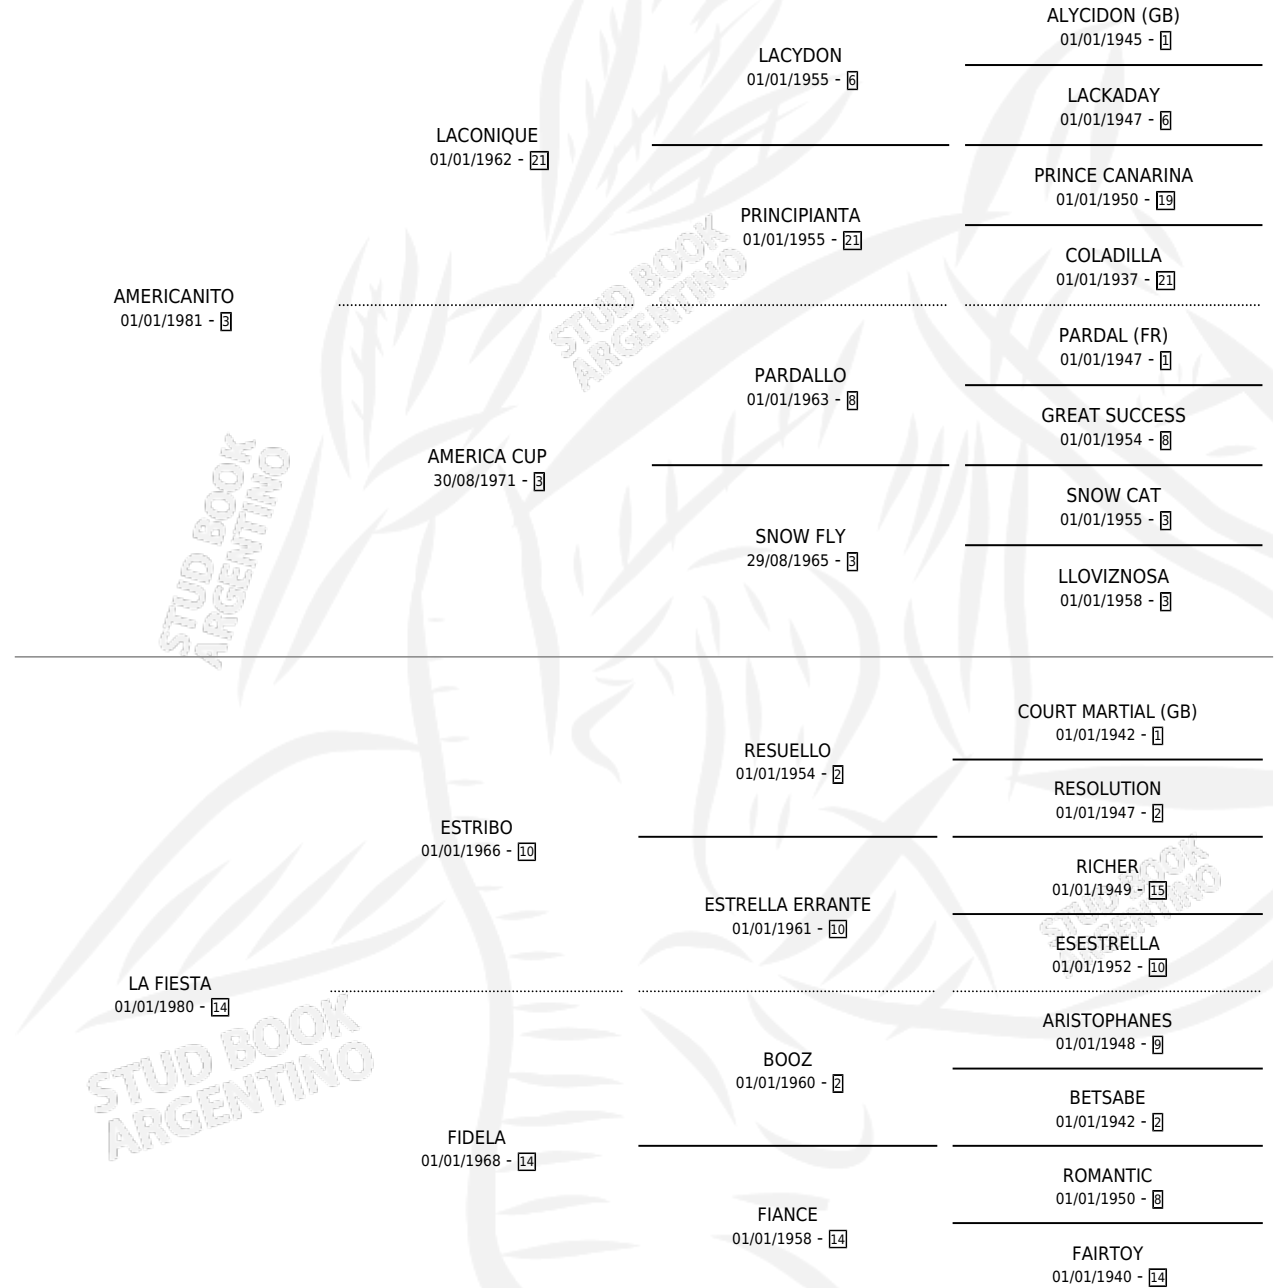 ALYCIDON (GB)
01/01/1945 - 1
LACYDON
01/01/1955 - 6
LACKADAY
01/01/1947 - 6
LACONIQUE
01/01/1962 - 21
PRINCE CANARINA
01/01/1950 - 19
PRINCIPIANTA
01/01/1955 - 21
COLADILLA
01/01/1937 - 21
AMERICANITO
01/01/1981 - 3
STUD BOOK
ARGENTINO
PARDAL (FR)
01/01/1947 - 1
PARDALLO
01/01/1963 - 8
GREAT SUCCESS
01/01/1954 - 8
AMERICA CUP
30/08/1971 - 3
SNOW CAT
01/01/1955 - 3
SNOW FLY
29/08/1965 - 3
LLOVIZNOSA
01/01/1958 - 3
STUD BOOK
ARGENTINO
COURT MARTIAL (GB)
01/01/1942 - 1
RESUELLO
01/01/1954 - 2
RESOLUTION
01/01/1947 - 2
ESTRIBO
01/01/1966 - 10
RICHER
01/01/1949 - 15
ESTRELLA ERRANTE
01/01/1961 - 10
STUD BOOK
ARGENTINO
ESESTRELLA
01/01/1952 - 10
LA FIESTA
01/01/1980 - 14
ARISTOPHANES
01/01/1948 - 9
BOOZ
01/01/1960 - 2
STUD BOOK
ARGENTINO
BETSABE
01/01/1942 - 2
FIDELA
01/01/1968 - 14
ROMANTIC
01/01/1950 - 8
FIANCE
01/01/1958 - 14
FAIRTOY
01/01/1940 - 14